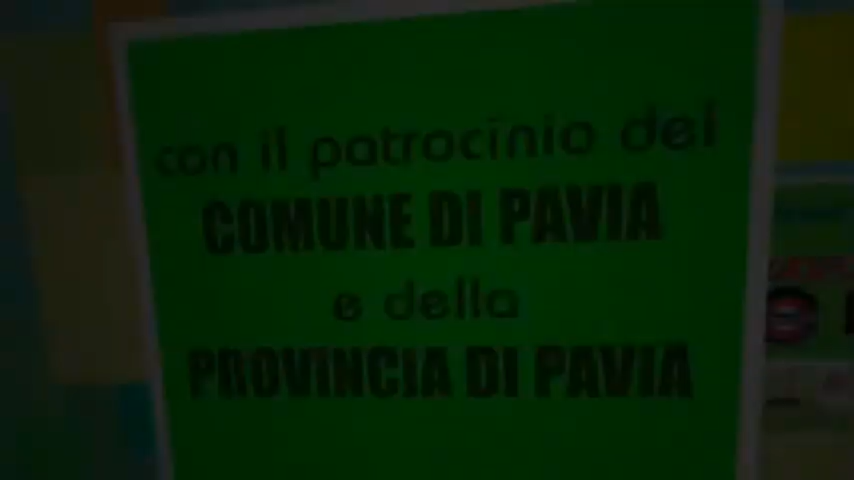 con il patrocinio del
COMUNE DI PAVIA
e della
PROVINCIA DI PAVIA